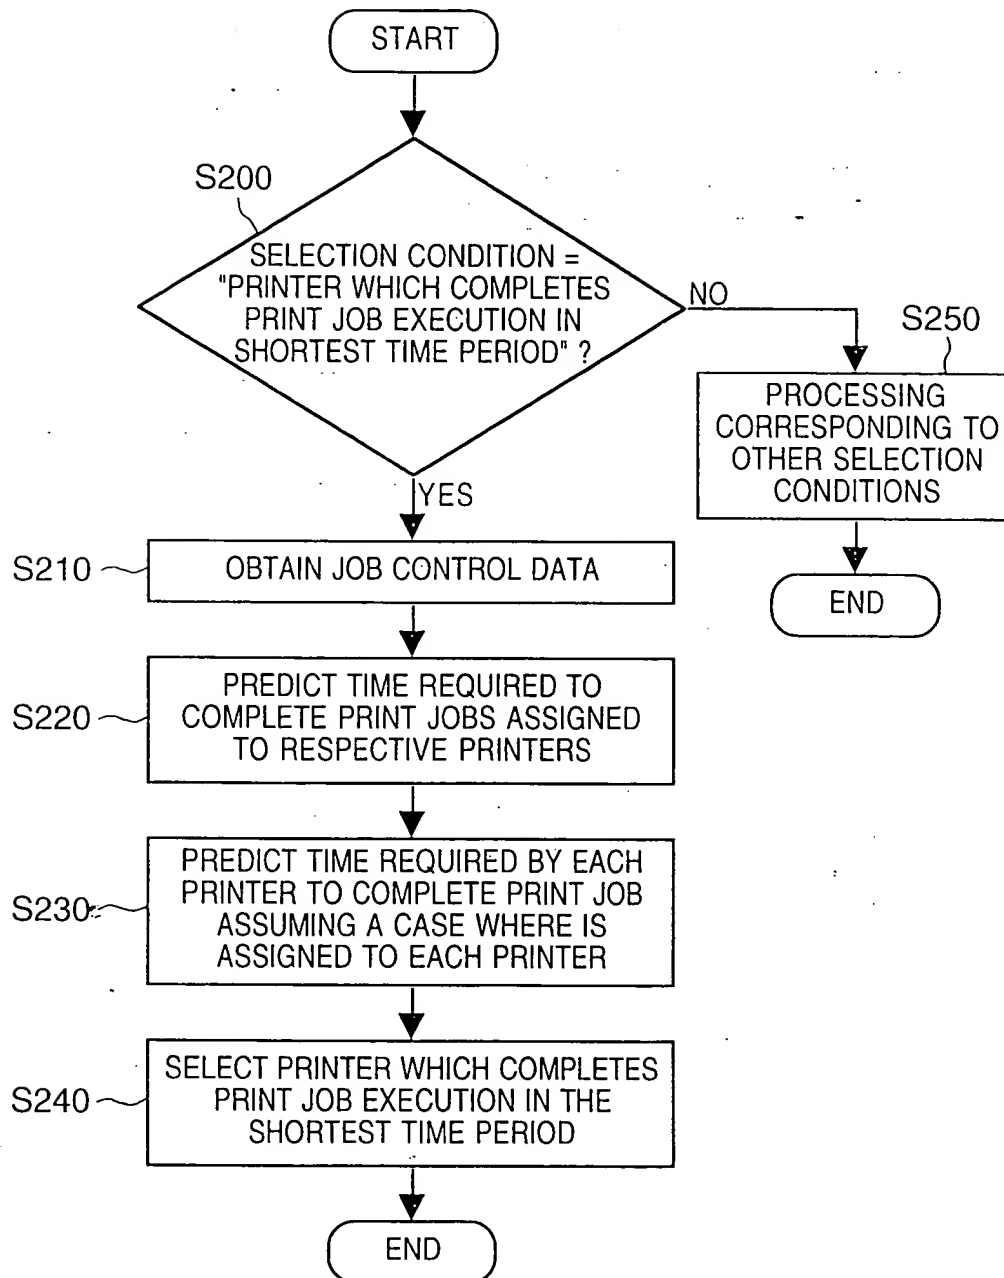 START
S200
SELECTION CONDITION =
"PRINTER WHICH COMPLETES
PRINT JOB EXECUTION IN
SHORTEST TIME PERIOD" ?
NO
S250
PROCESSING
CORRESPONDING TO
OTHER SELECTION
CONDITIONS
END
YES
S210
OBTAIN JOB CONTROL DATA
S220
PREDICT TIME REQUIRED TO
COMPLETE PRINT JOBS ASSIGNED
TO RESPECTIVE PRINTERS
S230
PREDICT TIME REQUIRED BY EACH
PRINTER TO COMPLETE PRINT JOB
ASSUMING A CASE WHERE IS
ASSIGNED TO EACH PRINTER
S240
SELECT PRINTER WHICH COMPLETES
PRINT JOB EXECUTION IN THE
SHORTEST TIME PERIOD
END